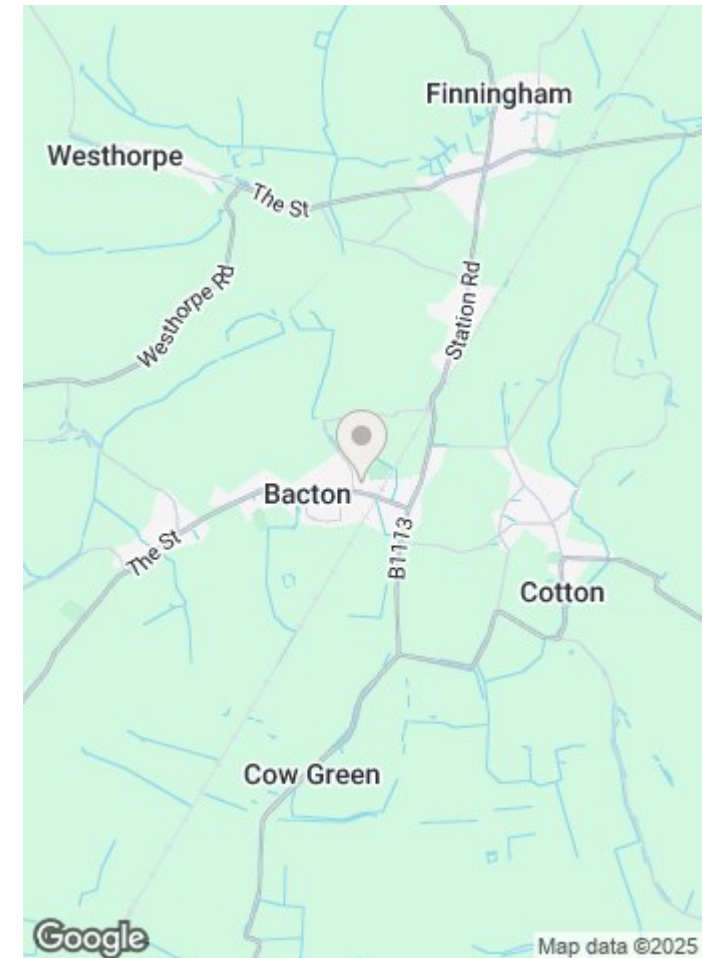 Finningham
Westhorpe
The St
Westhorpe Rd
Station Rd
Bacton
The St
B1113
Cotton
Cow Green
Google
Map data ©2025